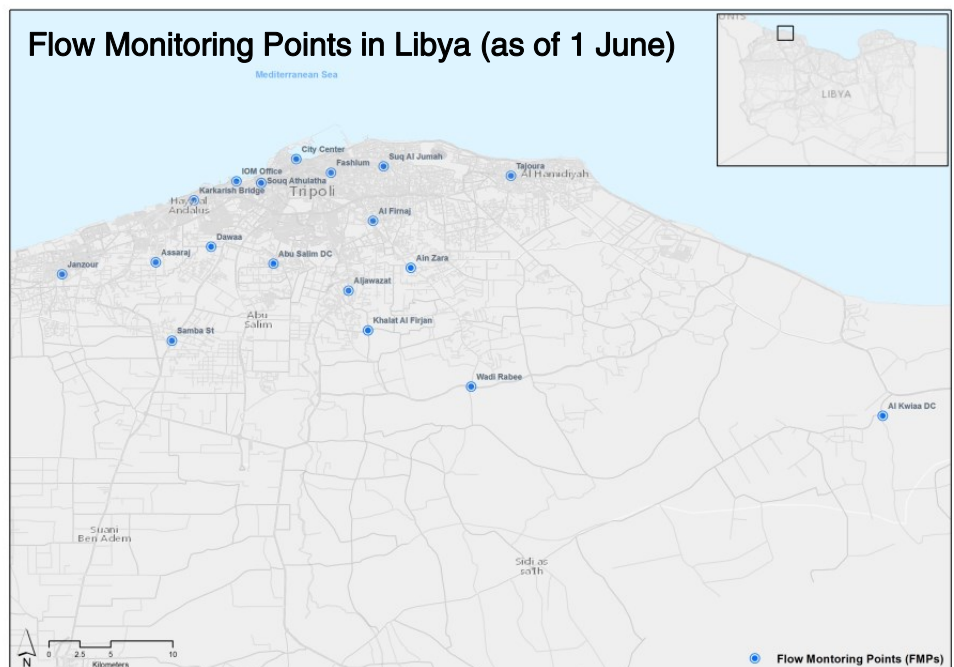 Flow Monitoring Points in Libya (as of 1 June)
Mediterranean Sea
LIBYA
City Center
Fashlum
Suq Al Jumah
IOM Office
Souq Athulatha
Tripoli
Tajoura
Al Hamidiyah
Karkarish Bridge
Andalus
Al Firnaj
Dawaa
Assaraj
Abu Salim DC
Ain Zara
Janzour
Aljawazat
Abu
Salim
Khalat Al Firjan
Samba St
Wadi Rabee
Al Kwiaa DC
Suani
Ben Adem
Sidi as
N
0 2.5 5 10
Kilometers
Flow Montoring Points (FMPs)